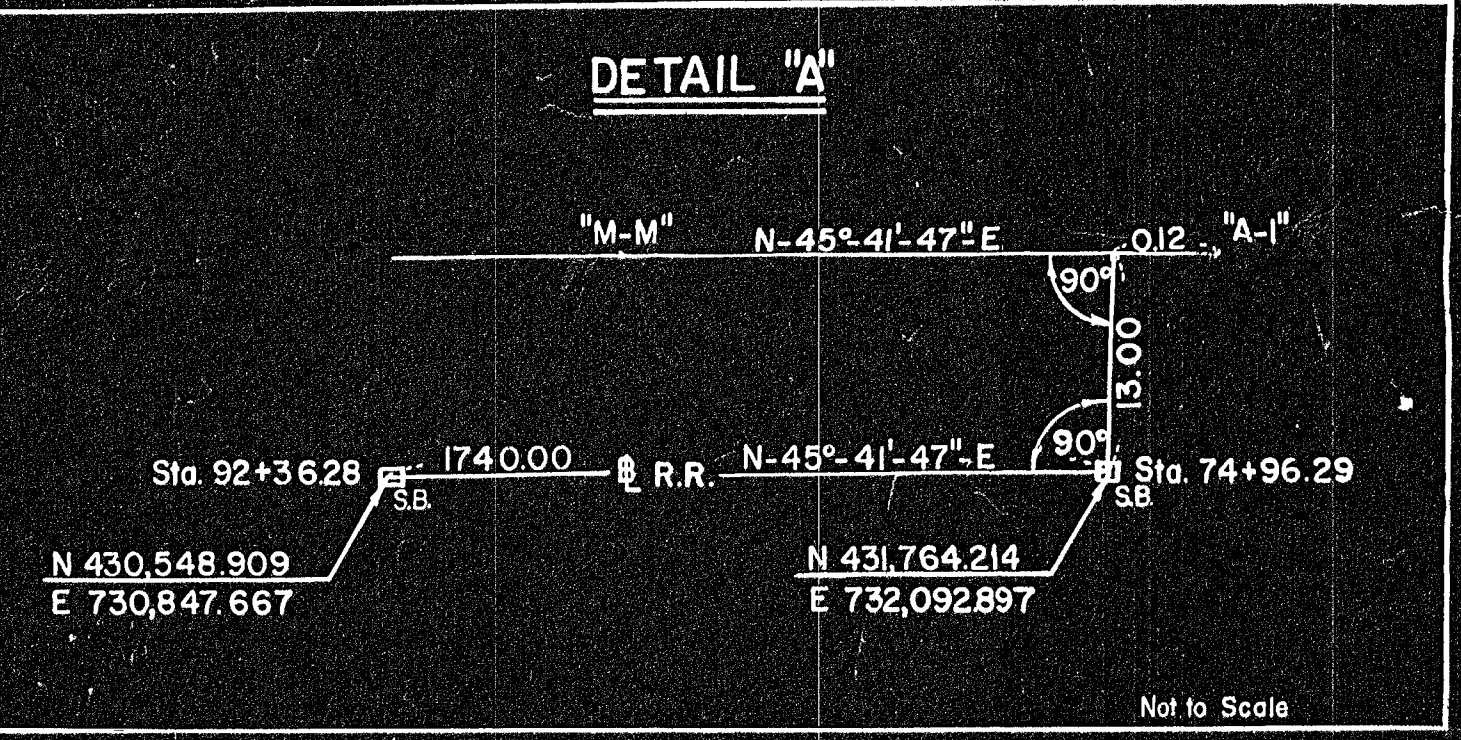 DETAIL "A"
"M-M"
N-45°-41'-47"-E
0.12
"A-1"
90°
13.00
90°
Sta. 92+36.28
1740.00
℄ R.R.
N-45°-41'-47"-E
Sta. 74+96.29
S.B.
S.B.
N 430,548.909
E 730,847.667
N 431,764.214
E 732,092.897
Not to Scale